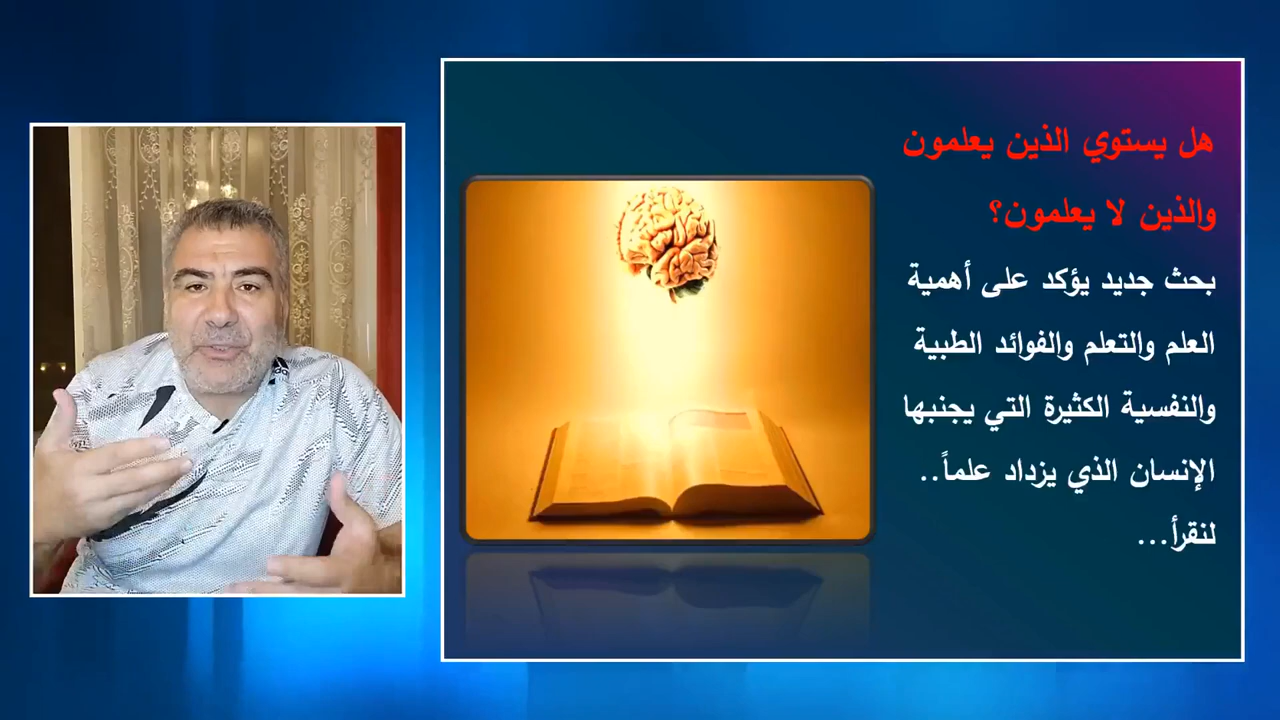 هل يستوي الذين يعلمون
والذين لا يعلمون؟
بحث جديد يؤكد على أهمية
العلم والتعلم والفوائد الطبية
والنفسية الكثيرة التي يجنبها
الإنسان الذي يزداد علماً..
لنقرأ...